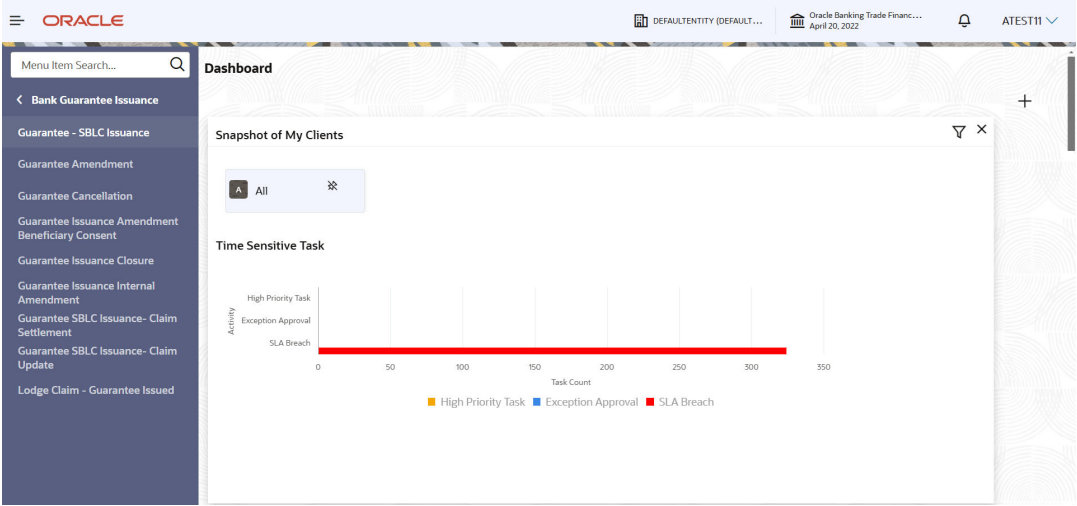 ORACLE
DEFAULTENTITY (DEFAULT...
Oracle Banking Trade Financ...
April 20, 2022
ATEST11
Menu Item Search...
Bank Guarantee Issuance
Guarantee - SBLC Issuance
Guarantee Amendment
Guarantee Cancellation
Guarantee Issuance Amendment
Beneficiary Consent
Guarantee Issuance Closure
Guarantee Issuance Internal
Amendment
Guarantee SBLC Issuance- Claim
Settlement
Guarantee SBLC Issuance- Claim
Update
Lodge Claim - Guarantee Issued
Dashboard
Snapshot of My Clients
A All
Time Sensitive Task
Activity
High Priority Task
Exception Approval
SLA Breach
0 50 100 150 200 250 300 350
Task Count
High Priority Task Exception Approval SLA Breach